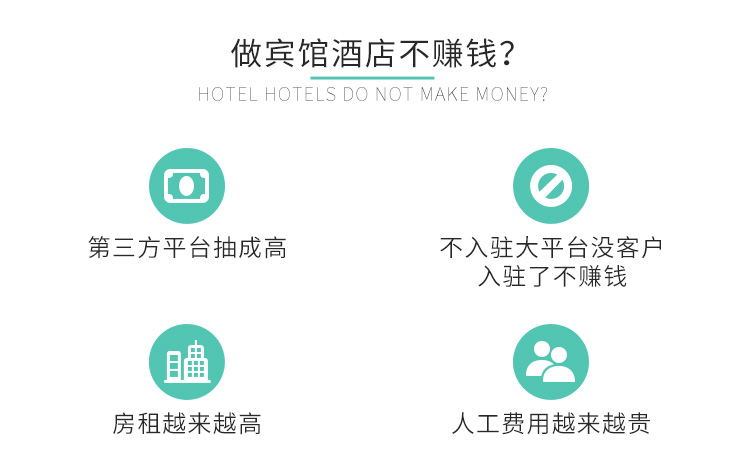 做宾馆酒店不赚钱?
HOTEL HOTELS DO NOT MAKE MONEY?
第三方平台抽成高
不入驻大平台没客户
入驻了不赚钱
房租越来越高
人工费用越来越贵